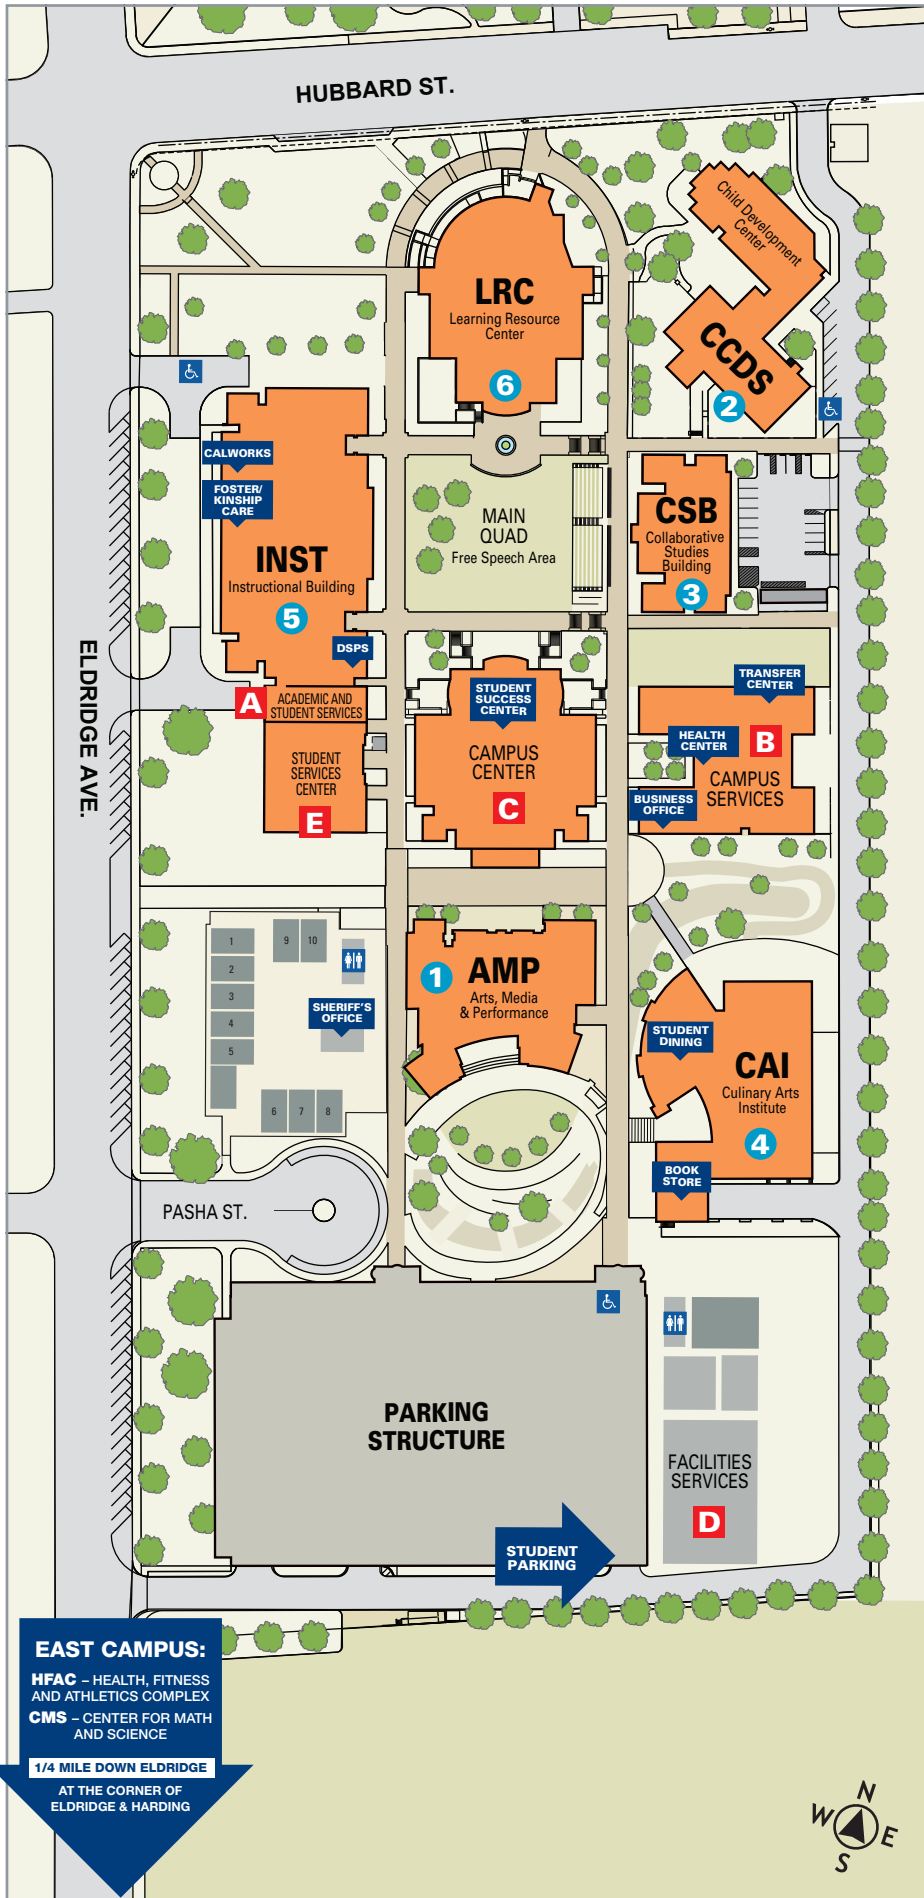 HUBBARD ST.
Child Development
Center
LRC
Learning Resource
Center
6
CCDS
2
CALWORKS
FOSTER/
KINSHIP
CARE
INST
Instructional Building
5
DSPS
MAIN
QUAD
Free Speech Area
CSB
Collaborative
Studies
Building
3
ELDRIDGE AVE.
A
ACADEMIC AND
STUDENT SERVICES
STUDENT
SERVICES
CENTER
E
STUDENT
SUCCESS
CENTER
CAMPUS
CENTER
C
TRANSFER
CENTER
HEALTH
CENTER
B
CAMPUS
SERVICES
BUSINESS
OFFICE
1
2
3
4
5
9
10
SHERIFF'S
OFFICE
6
7
8
1
AMP
Arts, Media
& Performance
STUDENT
DINING
CAI
Culinary Arts
Institute
4
BOOK
STORE
PASHA ST.
PARKING
STRUCTURE
FACILITIES
SERVICES
D
STUDENT
PARKING
EAST CAMPUS:
HFAC – HEALTH, FITNESS
AND ATHLETICS COMPLEX
CMS – CENTER FOR MATH
AND SCIENCE
1/4 MILE DOWN ELDRIDGE
AT THE CORNER OF
ELDRIDGE & HARDING
N
W
E
S